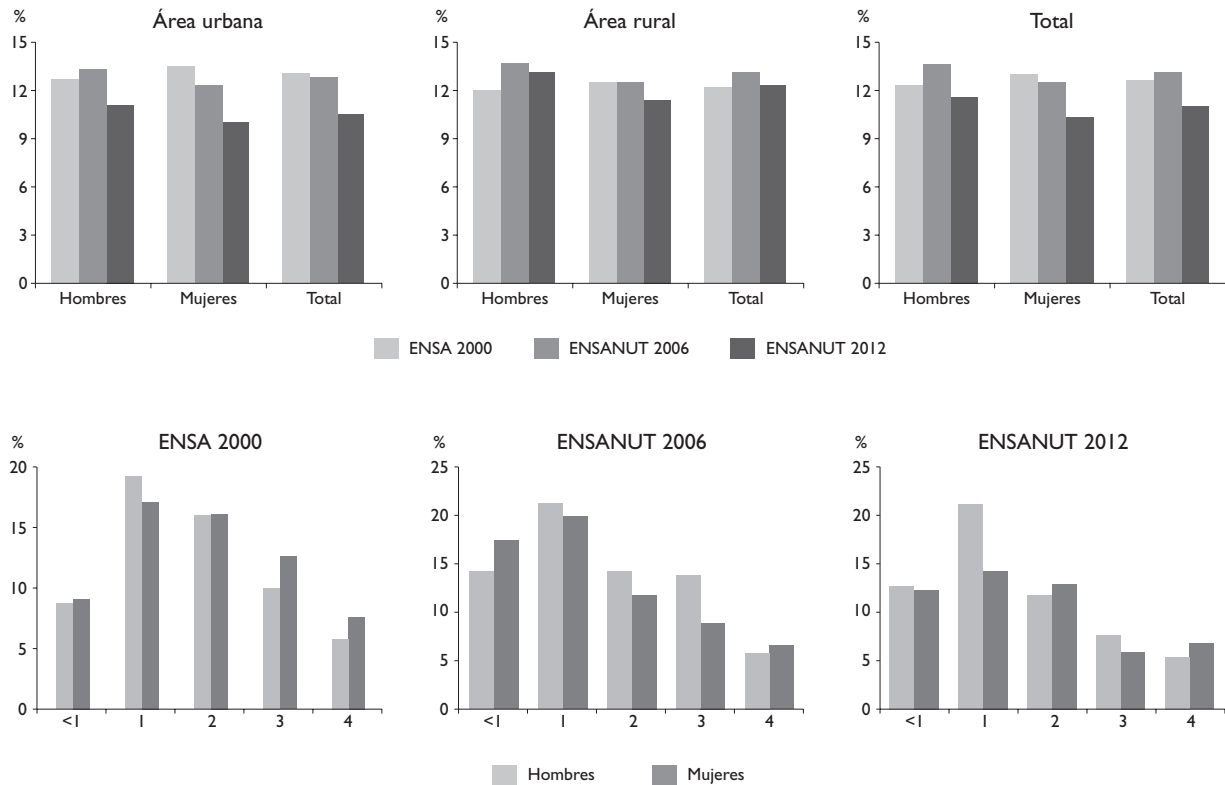 %
Área urbana
15
12
9
6
3
0
Hombres
Mujeres
Total
%
Área rural
15
12
9
6
3
0
Hombres
Mujeres
Total
%
Total
15
12
9
6
3
0
Hombres
Mujeres
Total
ENSA 2000
ENSANUT 2006
ENSANUT 2012
%
ENSA 2000
20
15
10
5
0
<1
1
2
3
4
%
ENSANUT 2006
25
20
15
10
5
0
<1
1
2
3
4
%
ENSANUT 2012
25
20
15
10
5
0
<1
1
2
3
4
Hombres
Mujeres